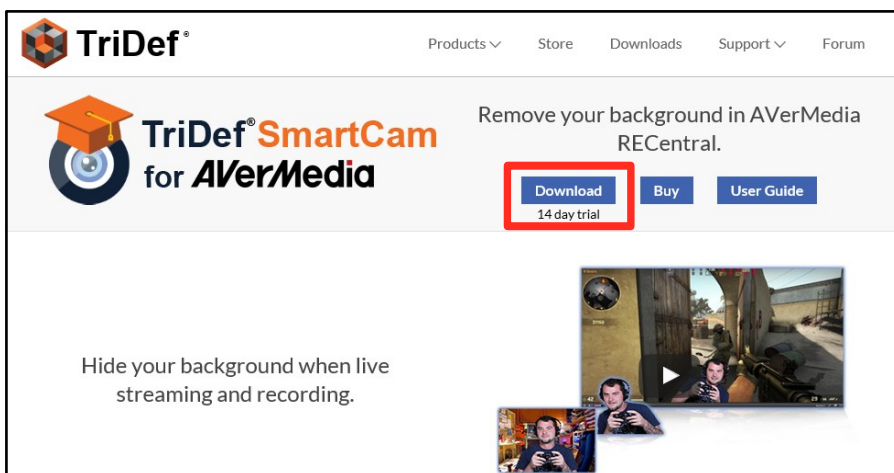 TriDef®
Products Store Downloads Support Forum
TriDef® SmartCam
for AVerMedia
Remove your background in AVerMedia
RECentral.
Download Buy User Guide
14 day trial
Hide your background when live
streaming and recording.